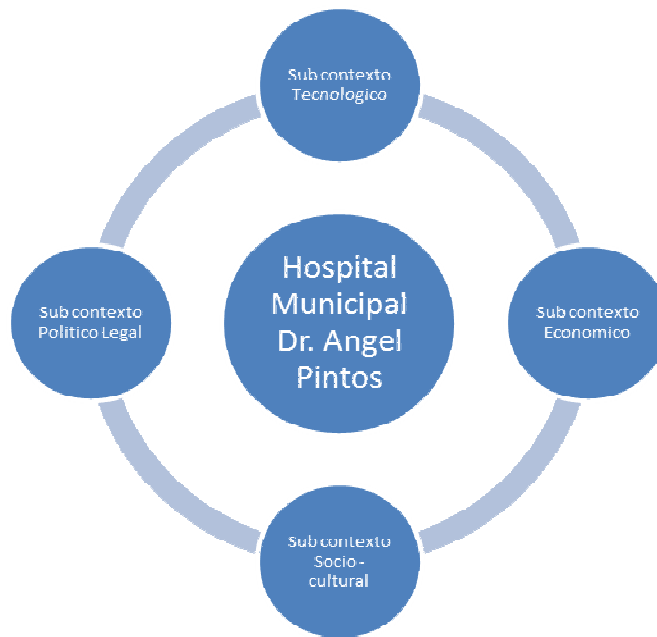 Sub contexto
Tecnologico
Hospital
Municipal
Dr. Angel
Pintos
Sub contexto
Politico Legal
Sub contexto
Economico
Sub contexto
Socio -
cultural